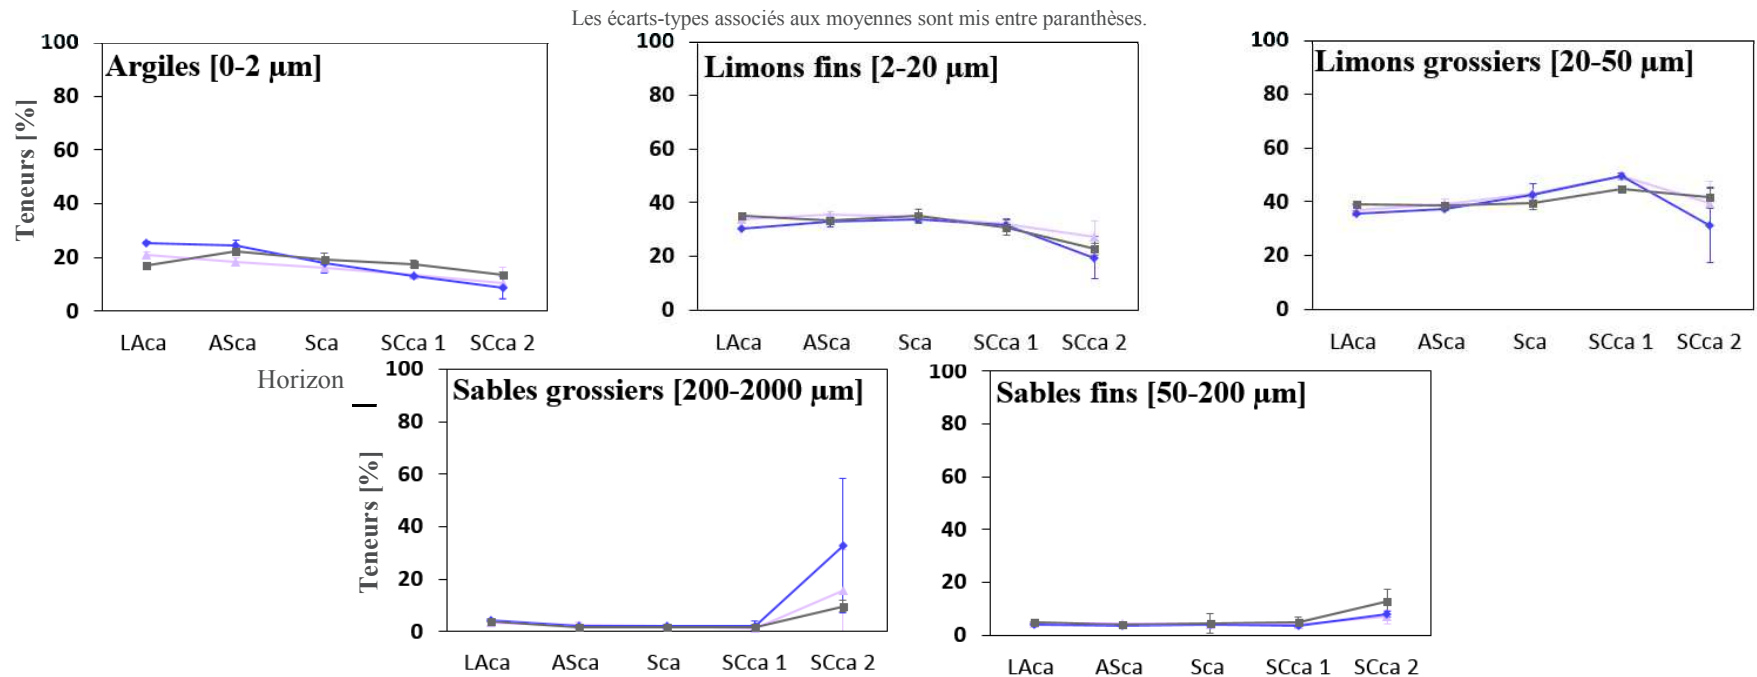 Les écarts-types associés aux moyennes sont mis entre paranthèses.
Argiles [0-2 µm]
Teneurs [%]
100
80
60
40
20
0
LAca ASca Sca SCca 1 SCca 2
Horizon
Limons fins [2-20 µm]
100
80
60
40
20
0
LAca ASca Sca SCca 1 SCca 2
Limons grossiers [20-50 µm]
100
80
60
40
20
0
LAca ASca Sca SCca 1 SCca 2
Sables grossiers [200-2000 µm]
Teneurs [%]
100
80
60
40
20
0
LAca ASca Sca SCca 1 SCca 2
Sables fins [50-200 µm]
100
80
60
40
20
0
LAca ASca Sca SCca 1 SCca 2